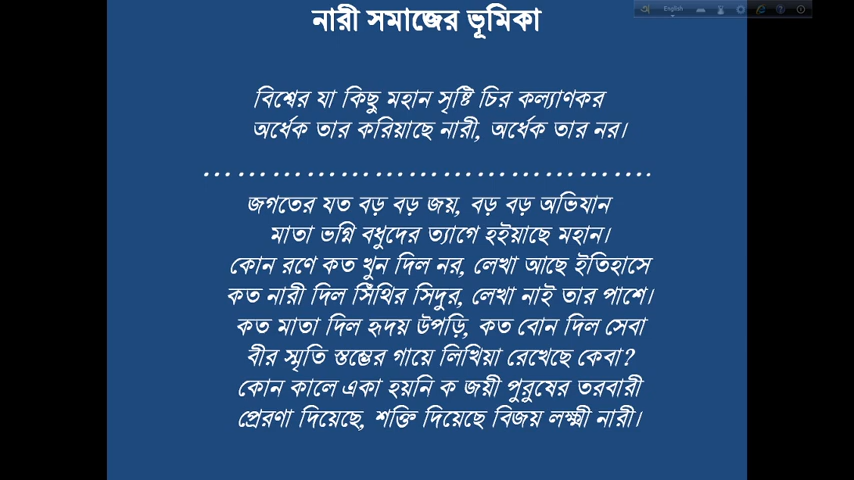 নারী সমাজের ভূমিকা
English
বিশ্বের যা কিছু মহান সৃষ্টি চির কল্যাণকর
অর্ধেক তার করিয়াছে নারী, অর্ধেক তার নর।
…………………………………….
জগতের যত বড় বড় জয়, বড় বড় অভিযান
মাতা ভগ্নি বধুদের ত্যাগে হইয়াছে মহান।
কোন রণে কত খুন দিল নর, লেখা আছে ইতিহাসে
কত নারী দিল সিঁথির সিদুর, লেখা নাই তার পাশে।
কত মাতা দিল হৃদয় উপড়ি, কত বোন দিল সেবা
বীর স্মৃতি স্তম্ভের গায়ে লিখিয়া রেখেছে কেবা?
কোন কালে একা হয়নি ক জয়ী পুরুষের তরবারী
প্রেরণা দিয়েছে, শক্তি দিয়েছে বিজয় লক্ষ্মী নারী।